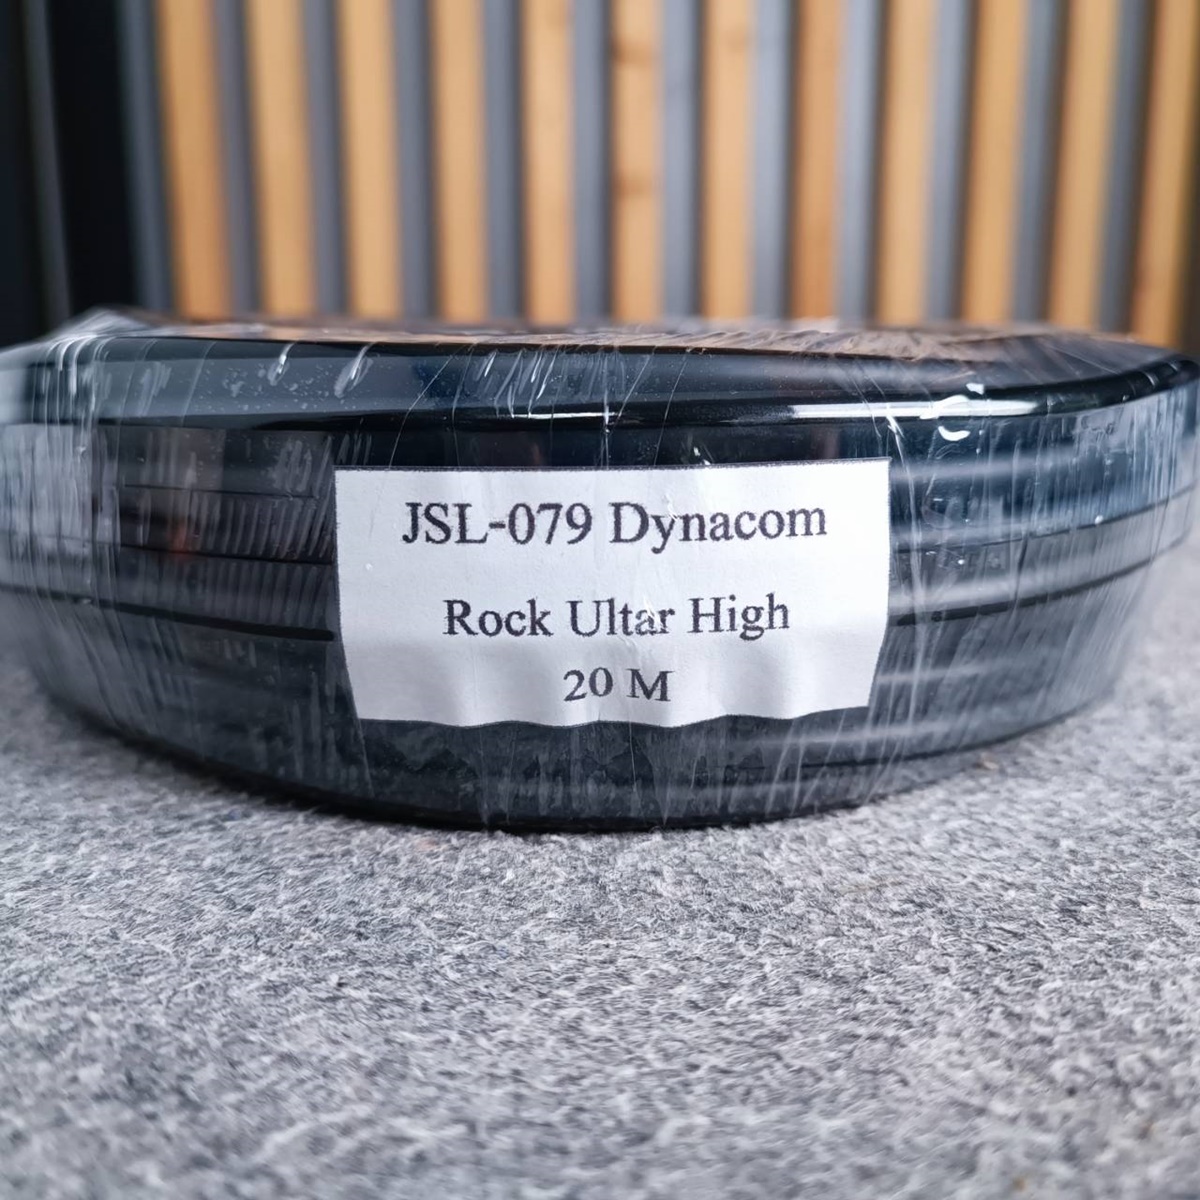 JSL-079 Dynacom
Rock Ultar High
20 M